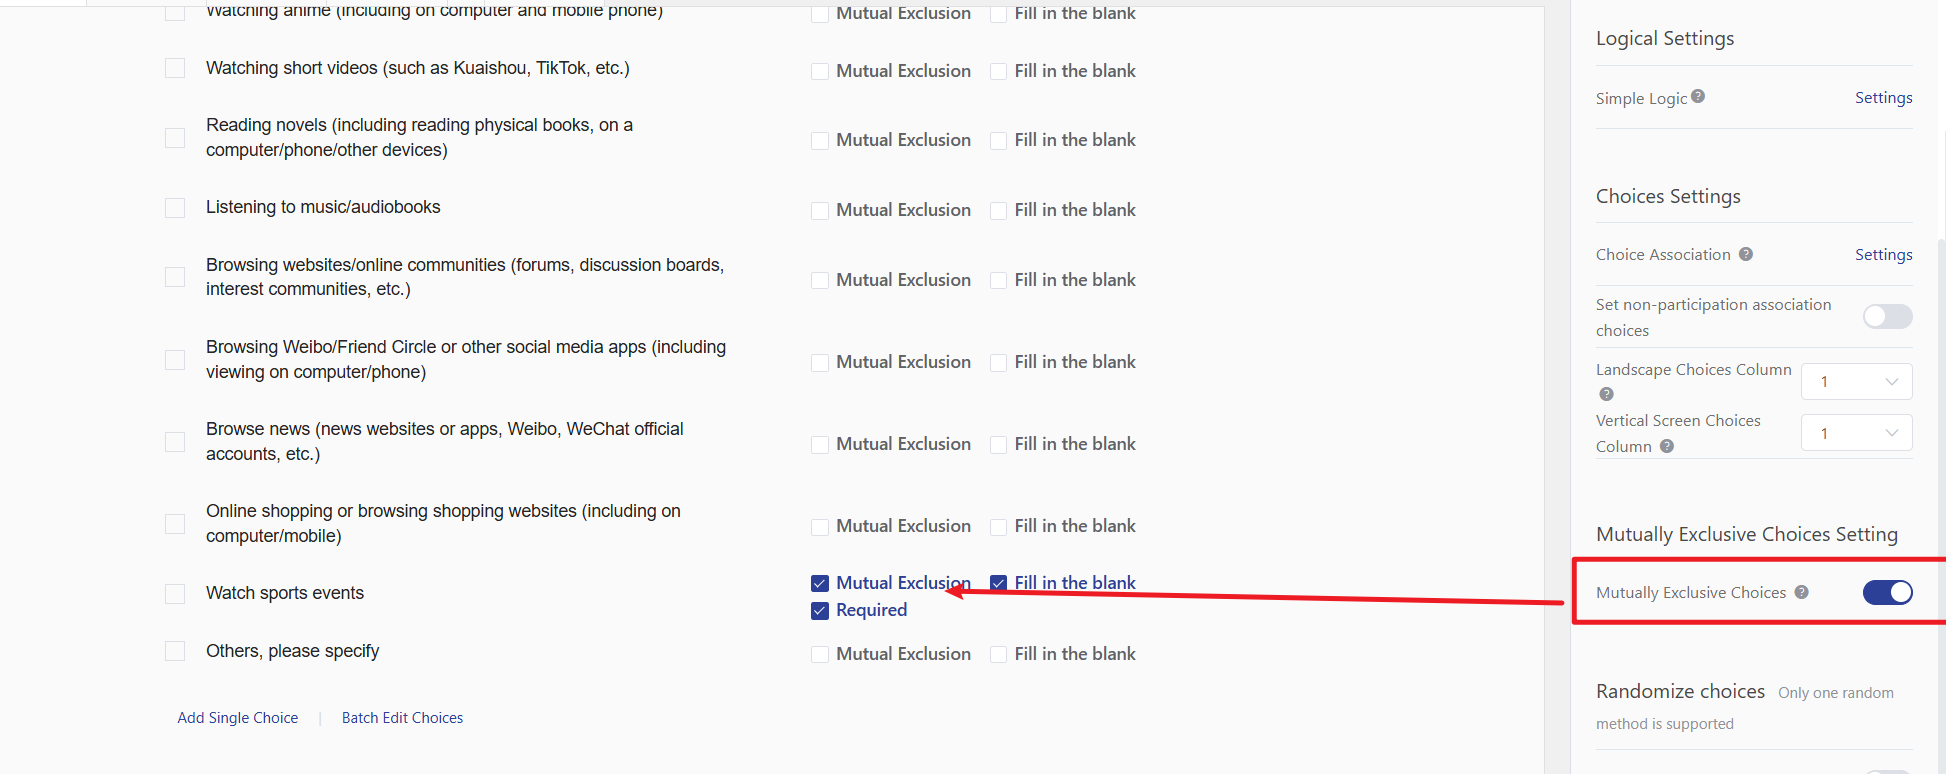 Watching anime (including on computer and mobile phone)
Mutual Exclusion Fill in the blank
Watching short videos (such as Kuaishou, TikTok, etc.)
Mutual Exclusion Fill in the blank
Reading novels (including reading physical books, on a
computer/phone/other devices)
Mutual Exclusion Fill in the blank
Listening to music/audiobooks
Mutual Exclusion Fill in the blank
Browsing websites/online communities (forums, discussion boards,
interest communities, etc.)
Mutual Exclusion Fill in the blank
Browsing Weibo/Friend Circle or other social media apps (including
viewing on computer/phone)
Mutual Exclusion Fill in the blank
Browse news (news websites or apps, Weibo, WeChat official
accounts, etc.)
Mutual Exclusion Fill in the blank
Online shopping or browsing shopping websites (including on
computer/mobile)
Mutual Exclusion Fill in the blank
Watch sports events
Mutual Exclusion Fill in the blank
Required
Others, please specify
Mutual Exclusion Fill in the blank
Add Single Choice | Batch Edit Choices
Logical Settings
Simple Logic ? Settings
Choices Settings
Choice Association ? Settings
Set non-participation association
choices
Landscape Choices Column
? 1
Vertical Screen Choices
Column ? 1
Mutually Exclusive Choices Setting
Mutually Exclusive Choices ?
Randomize choices Only one random
method is supported